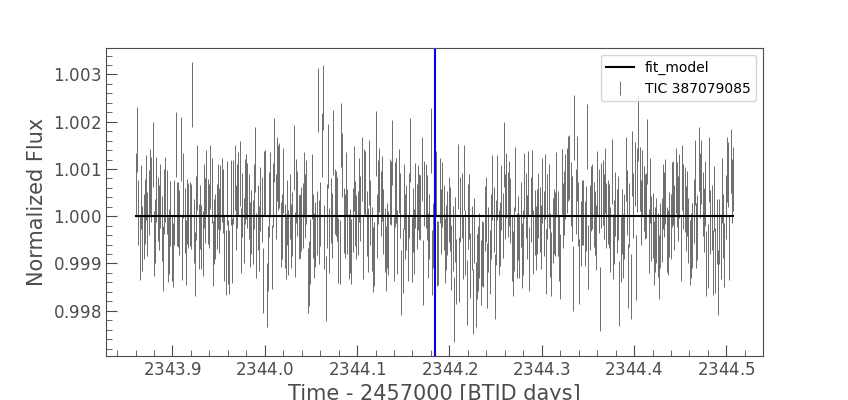 1.003
1.002
1.001
1.000
0.999
0.998
Normalized Flux
fit_model
TIC 387079085
2343.9 2344.0 2344.1 2344.2 2344.3 2344.4 2344.5
Time - 2457000 [BTJD days]